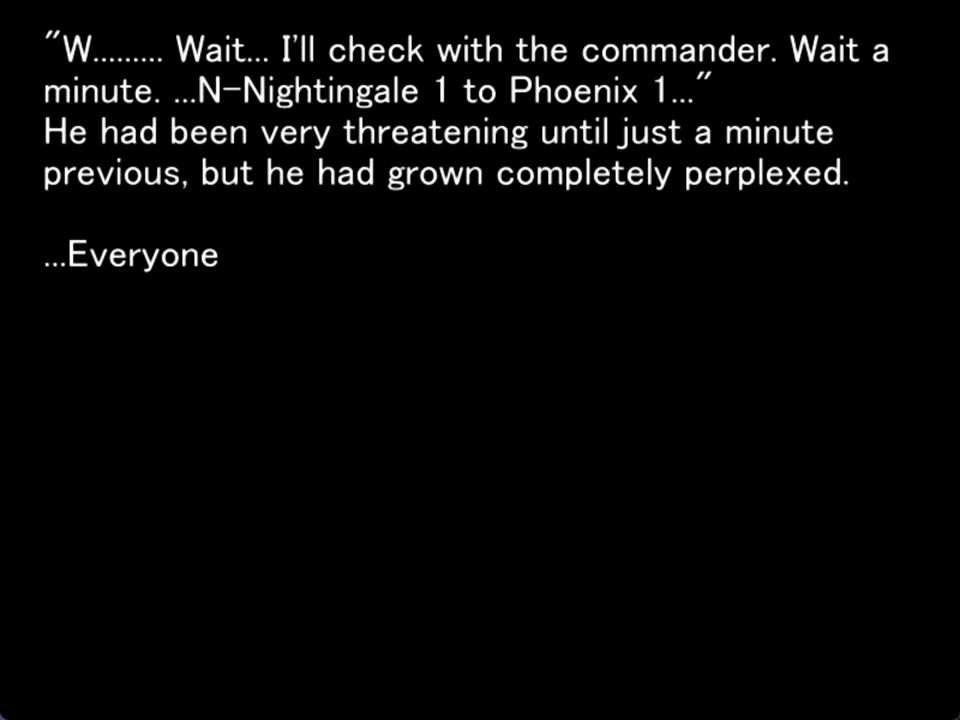 "W......... Wait... I'll check with the commander. Wait a
minute. ...N-Nightingale 1 to Phoenix 1..."
He had been very threatening until just a minute
previous, but he had grown completely perplexed.
...Everyone